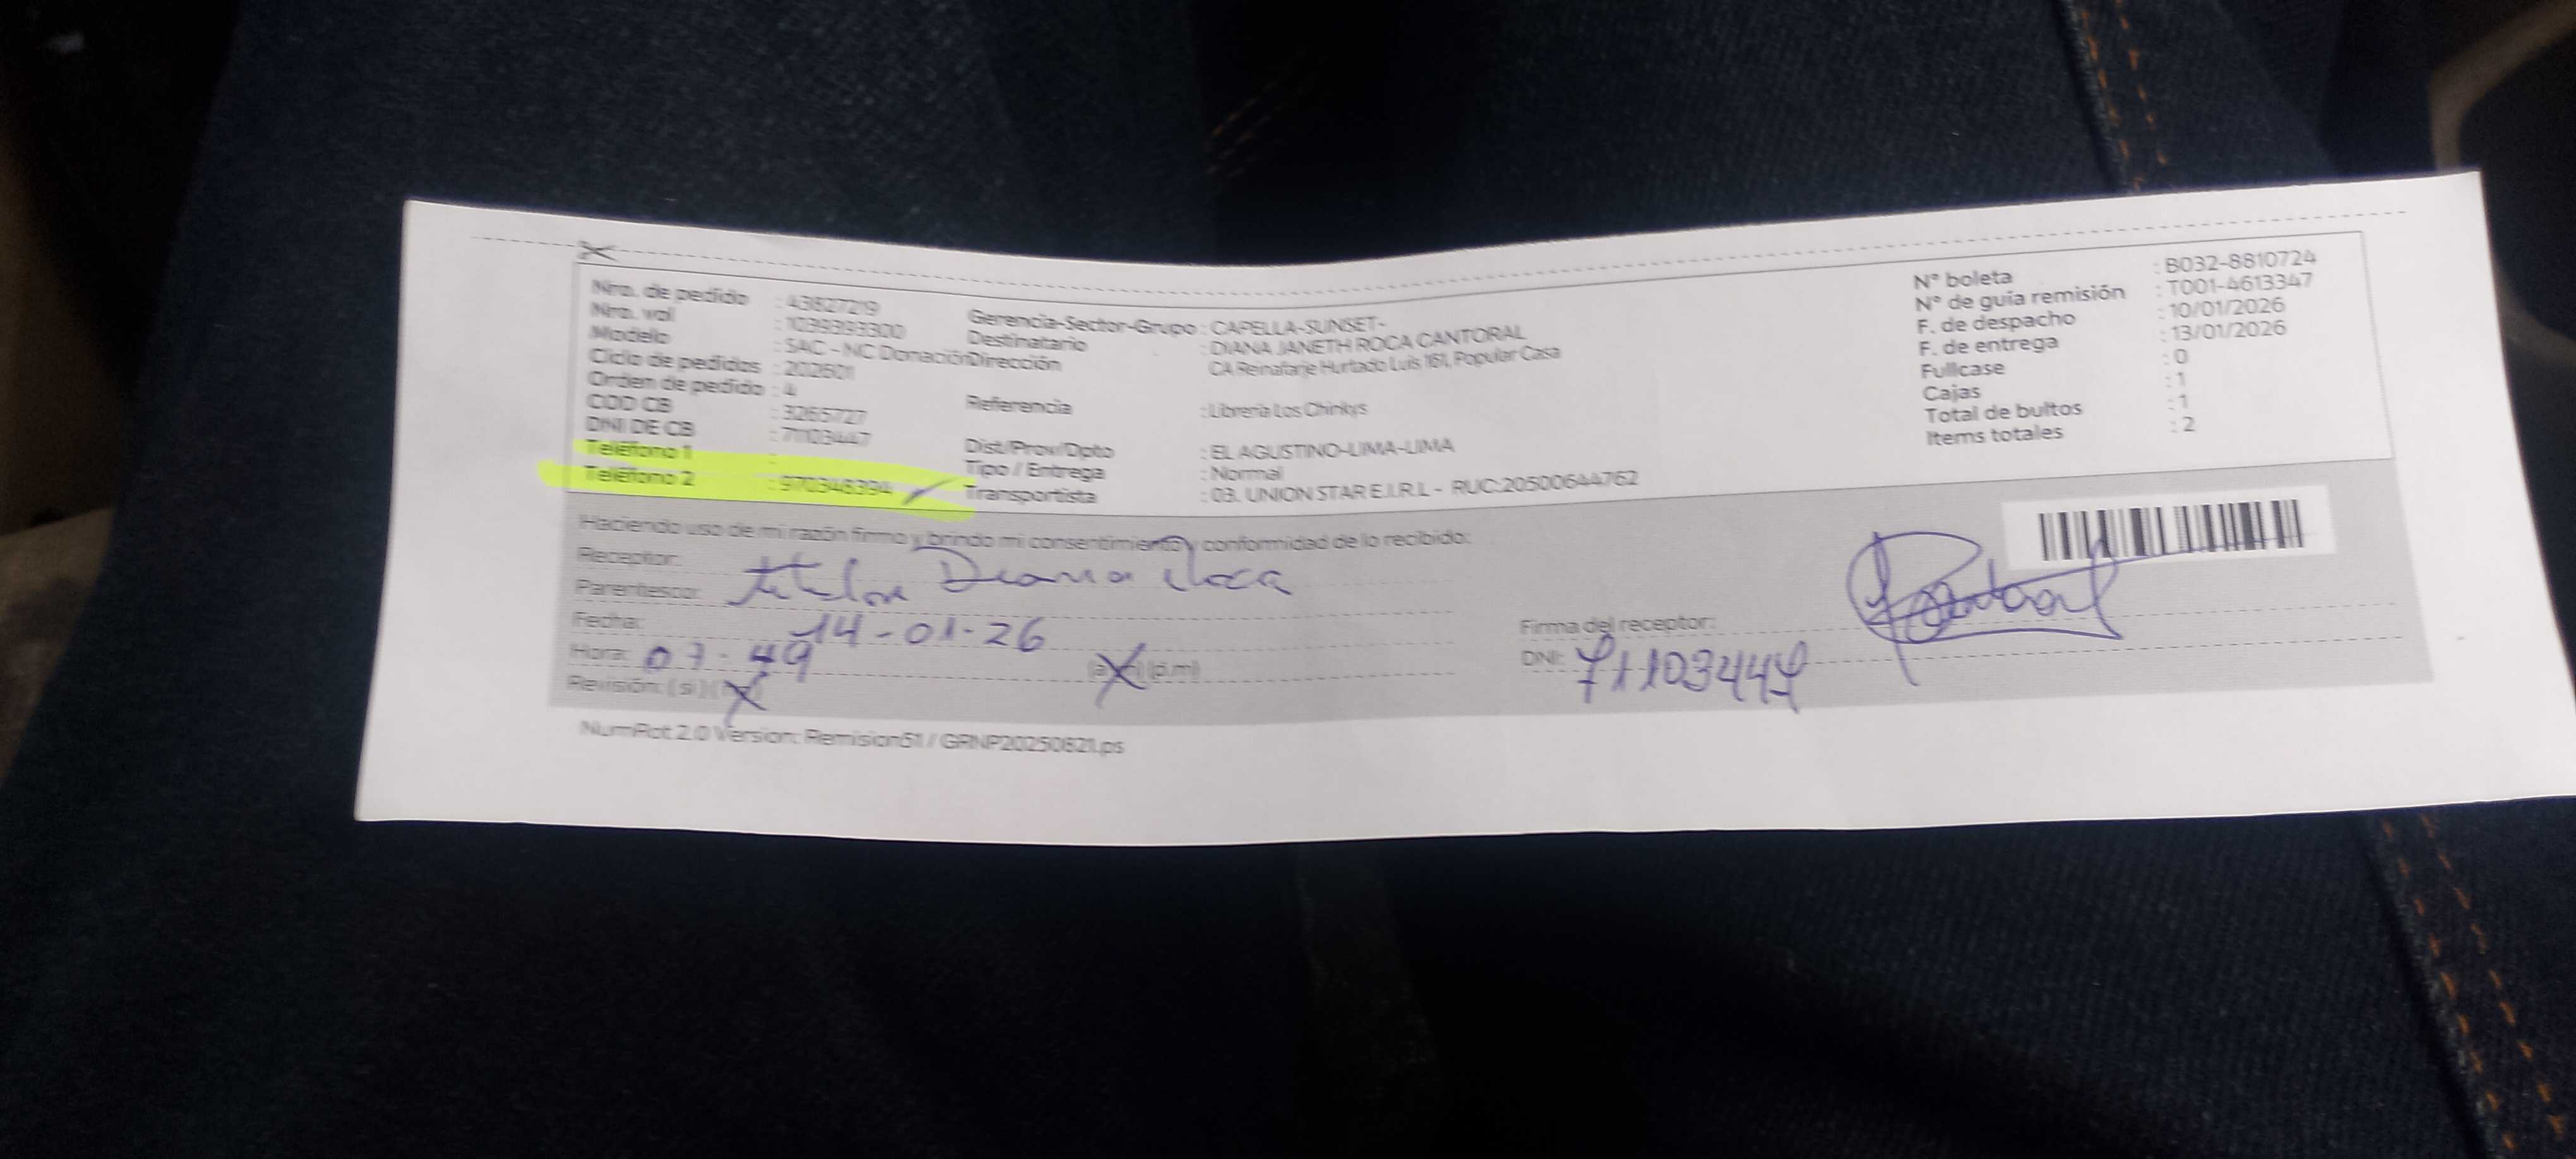 Nro. de pedido : 43827219
Nro. val : 1039393300
Modelo : SAC - NC Donación
Ciclo de pedidos : 202601
Orden de pedido : 4
COD CB : 3265727
DNI DE CB : 71103447
Teléfono 1 :
Teléfono 2 : 970348394
Gerencia-Sector-Grupo : CAPELLA-SUNSET-
Destinatario : DIANA JANETH ROCA CANTORAL
Dirección CA Reinafarje Hurtado Luis 161, Popular Casa
Referencia : Libreria Los Chinkys
Dist/Prov/Dpto : EL AGUSTINO-LIMA-LIMA
Tipo / Entrega : Normal
Transportista : 03. UNION STAR E.I.R.L - RUC:20500644762
N° boleta : B032-8810724
N° de guía remisión : T001-4613347
F. de despacho : 10/01/2026
F. de entrega : 13/01/2026
Fullcase : 0
Cajas : 1
Total de bultos : 1
Items totales : 2
Haciendo uso de mi razón firmo y brindo mi consentimiento y conformidad de lo recibido:
Receptor:
Parentesco: titular Diana Roca
Fecha: 14-01-26
Hora: 07-49 (p.m)
Revisión: (si)
Firma del receptor:
DNI: 71103447
NumRot 2.0 Version: Remision51 / GRNP20250821.ps